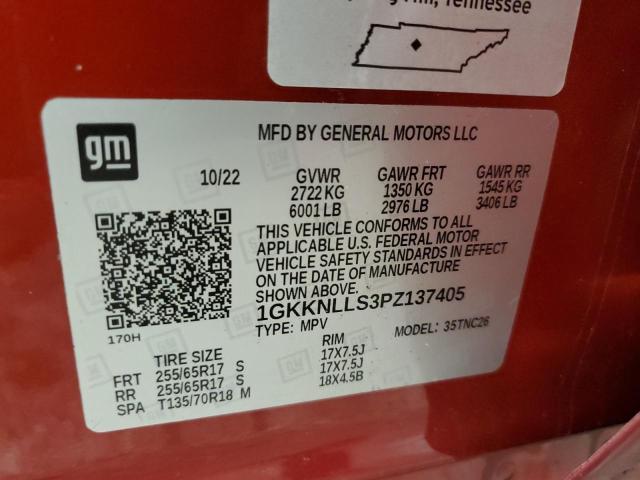 Tennessee
gm
MFD BY GENERAL MOTORS LLC
10/22 GVWR GAWR FRT GAWR RR
2722 KG 1350 KG 1545 KG
6001 LB 2976 LB 3406 LB
THIS VEHICLE CONFORMS TO ALL
APPLICABLE U.S. FEDERAL MOTOR
VEHICLE SAFETY STANDARDS IN EFFECT
ON THE DATE OF MANUFACTURE
SHOWN ABOVE.
1GKKNLLS3PZ137405
170H TYPE: MPV MODEL: 35TNC26
TIRE SIZE RIM
FRT 255/65R17 S 17X7.5J
RR 255/65R17 S 17X7.5J
SPA T135/70R18 M 18X4.5B